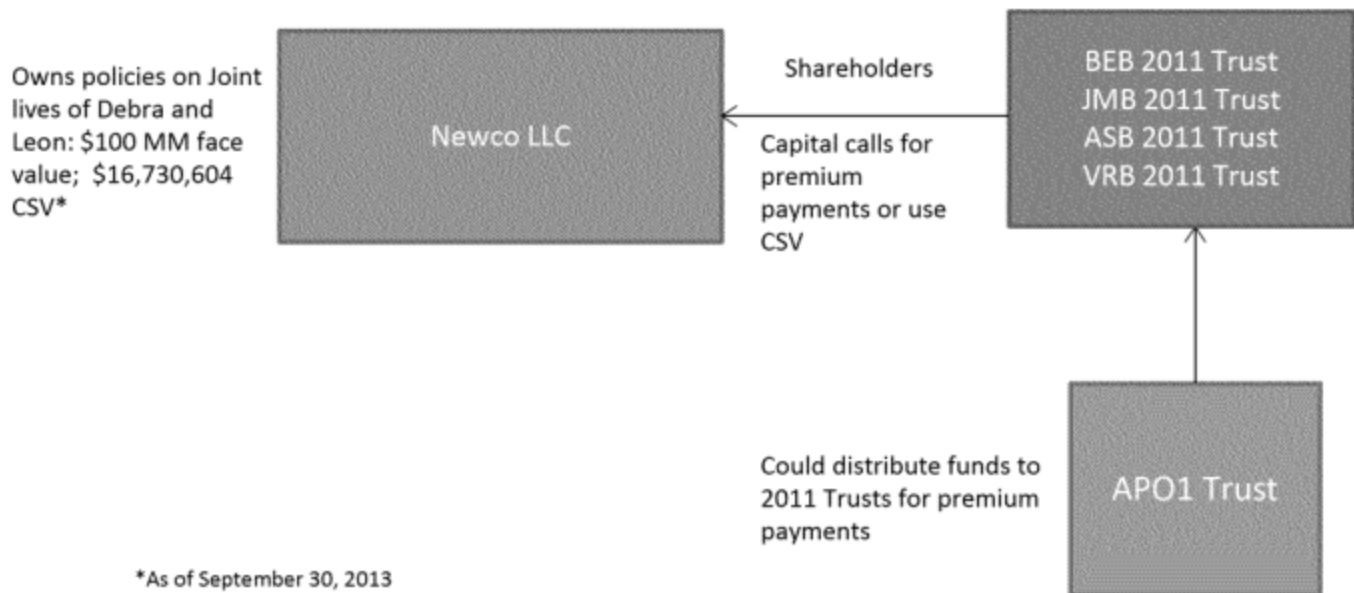 Owns policies on Joint
lives of Debra and
Leon: $100 MM face
value; $16,730,604
CSV*
Newco LLC
Shareholders
Capital calls for
premium
payments or use
CSV
BEB 2011 Trust
JMB 2011 Trust
ASB 2011 Trust
VRB 2011 Trust
Could distribute funds to
2011 Trusts for premium
payments
APO1 Trust
*As of September 30, 2013